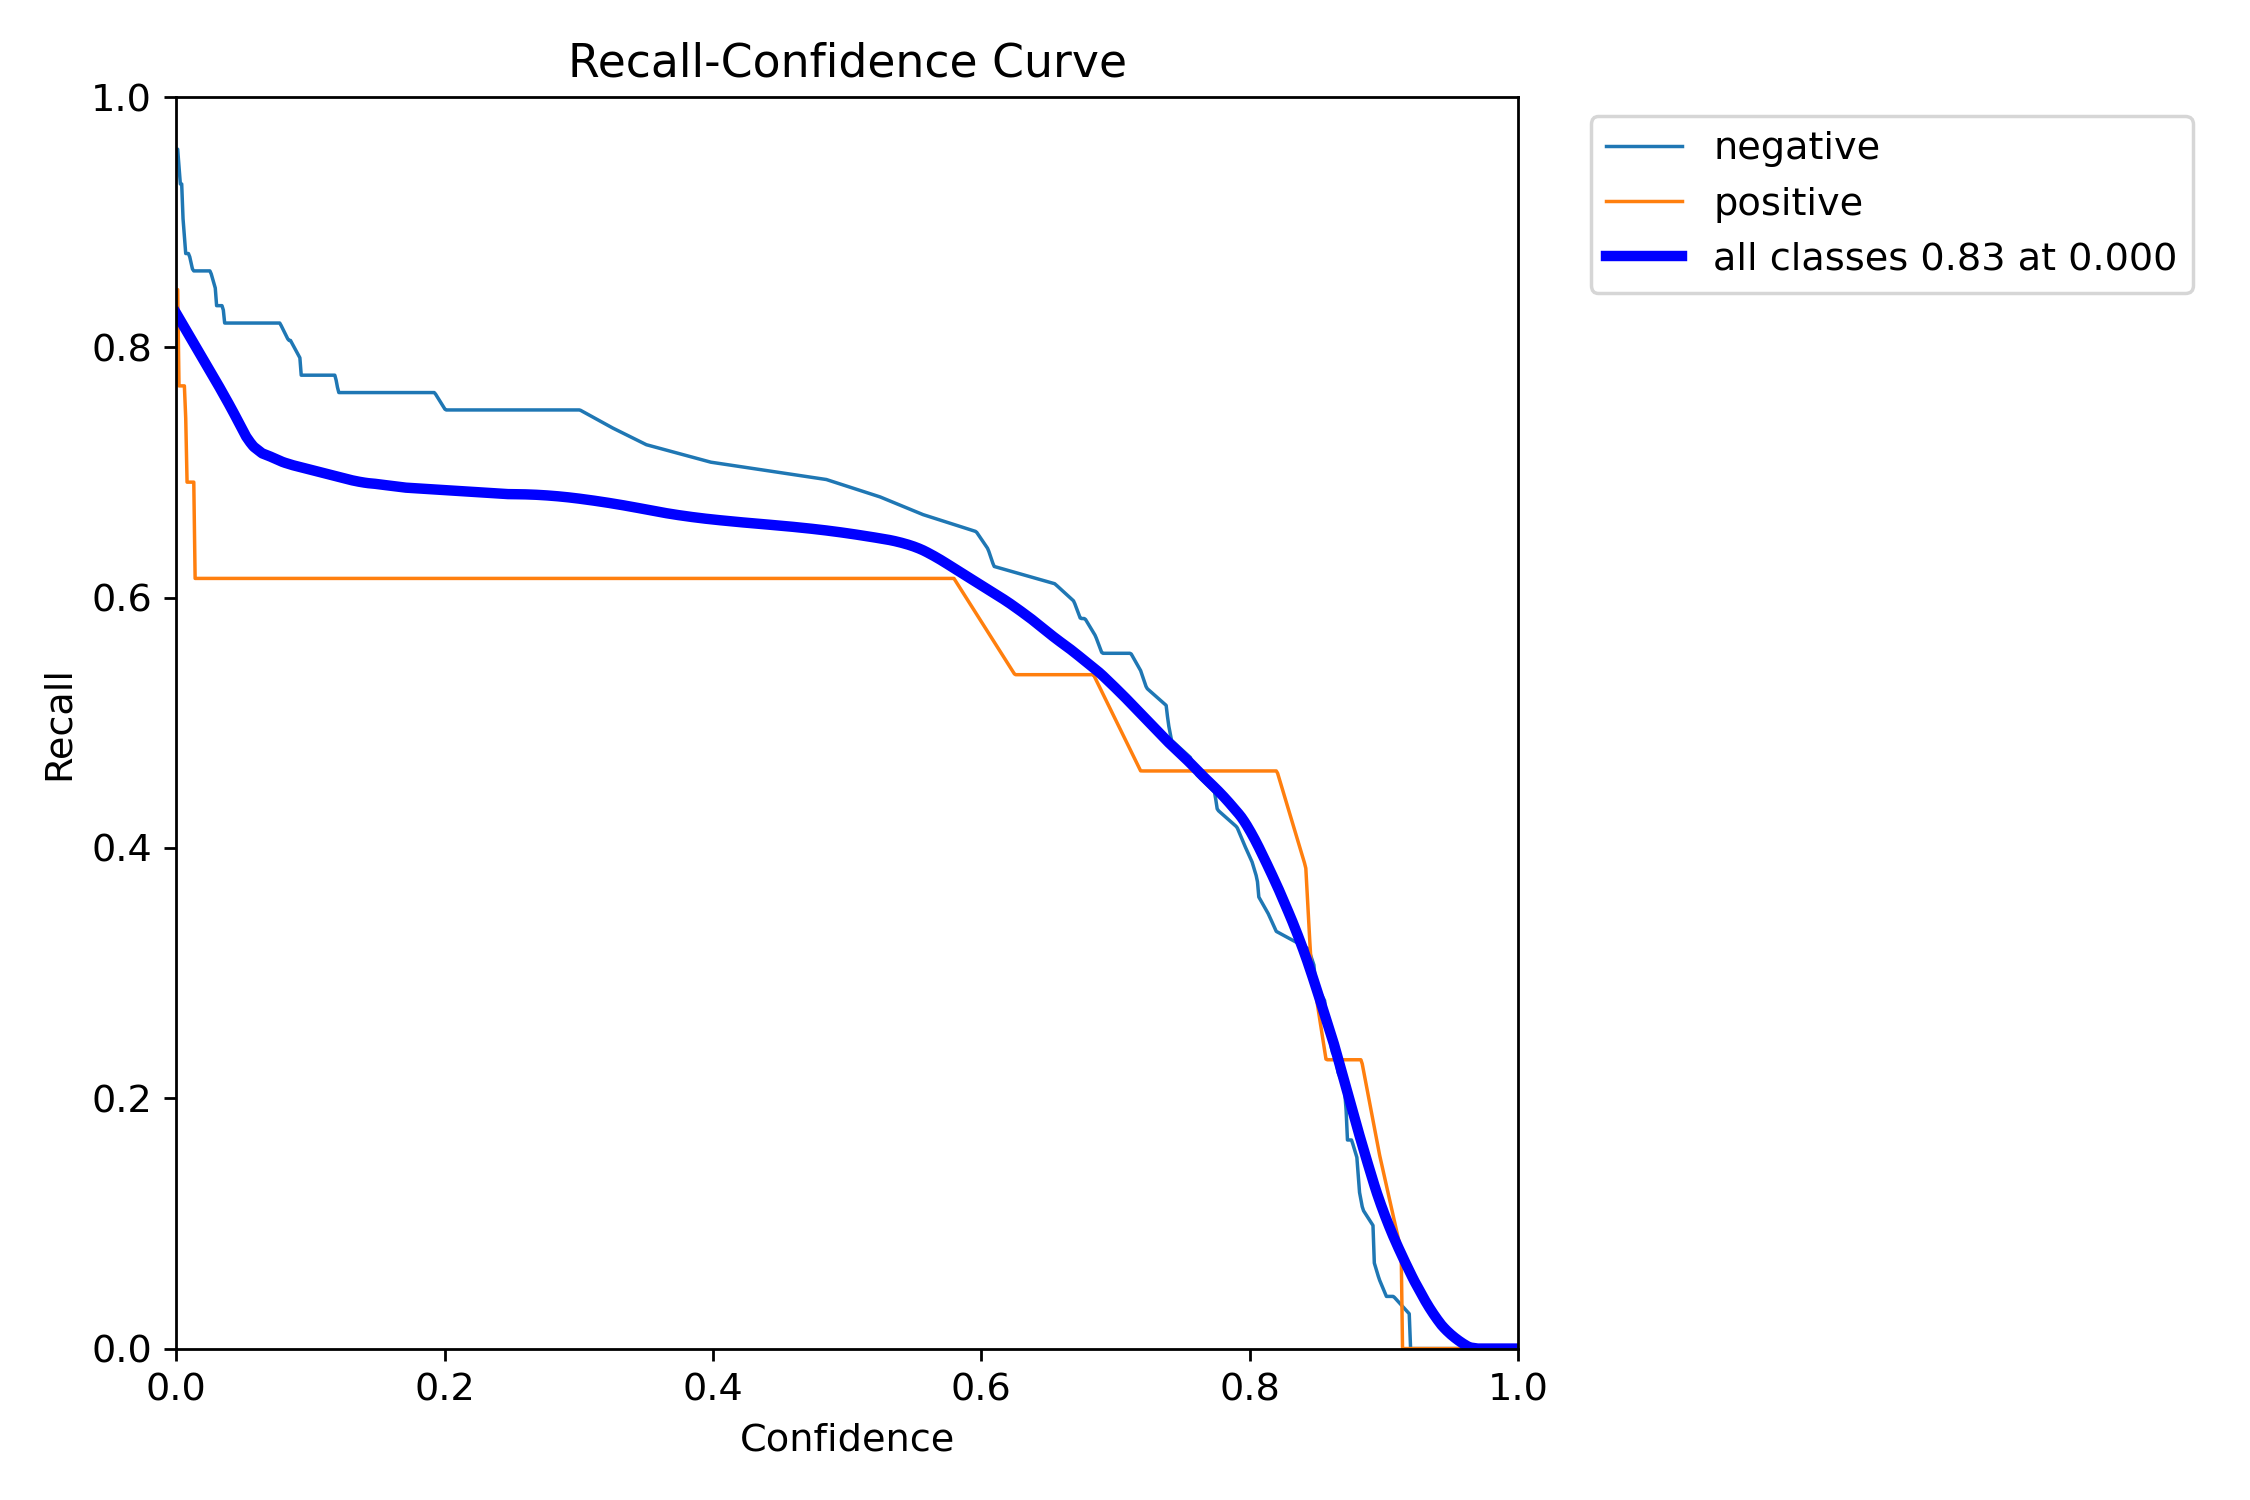 Recall-Confidence Curve
1.0
0.8
0.6
0.4
0.2
0.0
Recall
0.0 0.2 0.4 0.6 0.8 1.0
Confidence
negative
positive
all classes 0.83 at 0.000